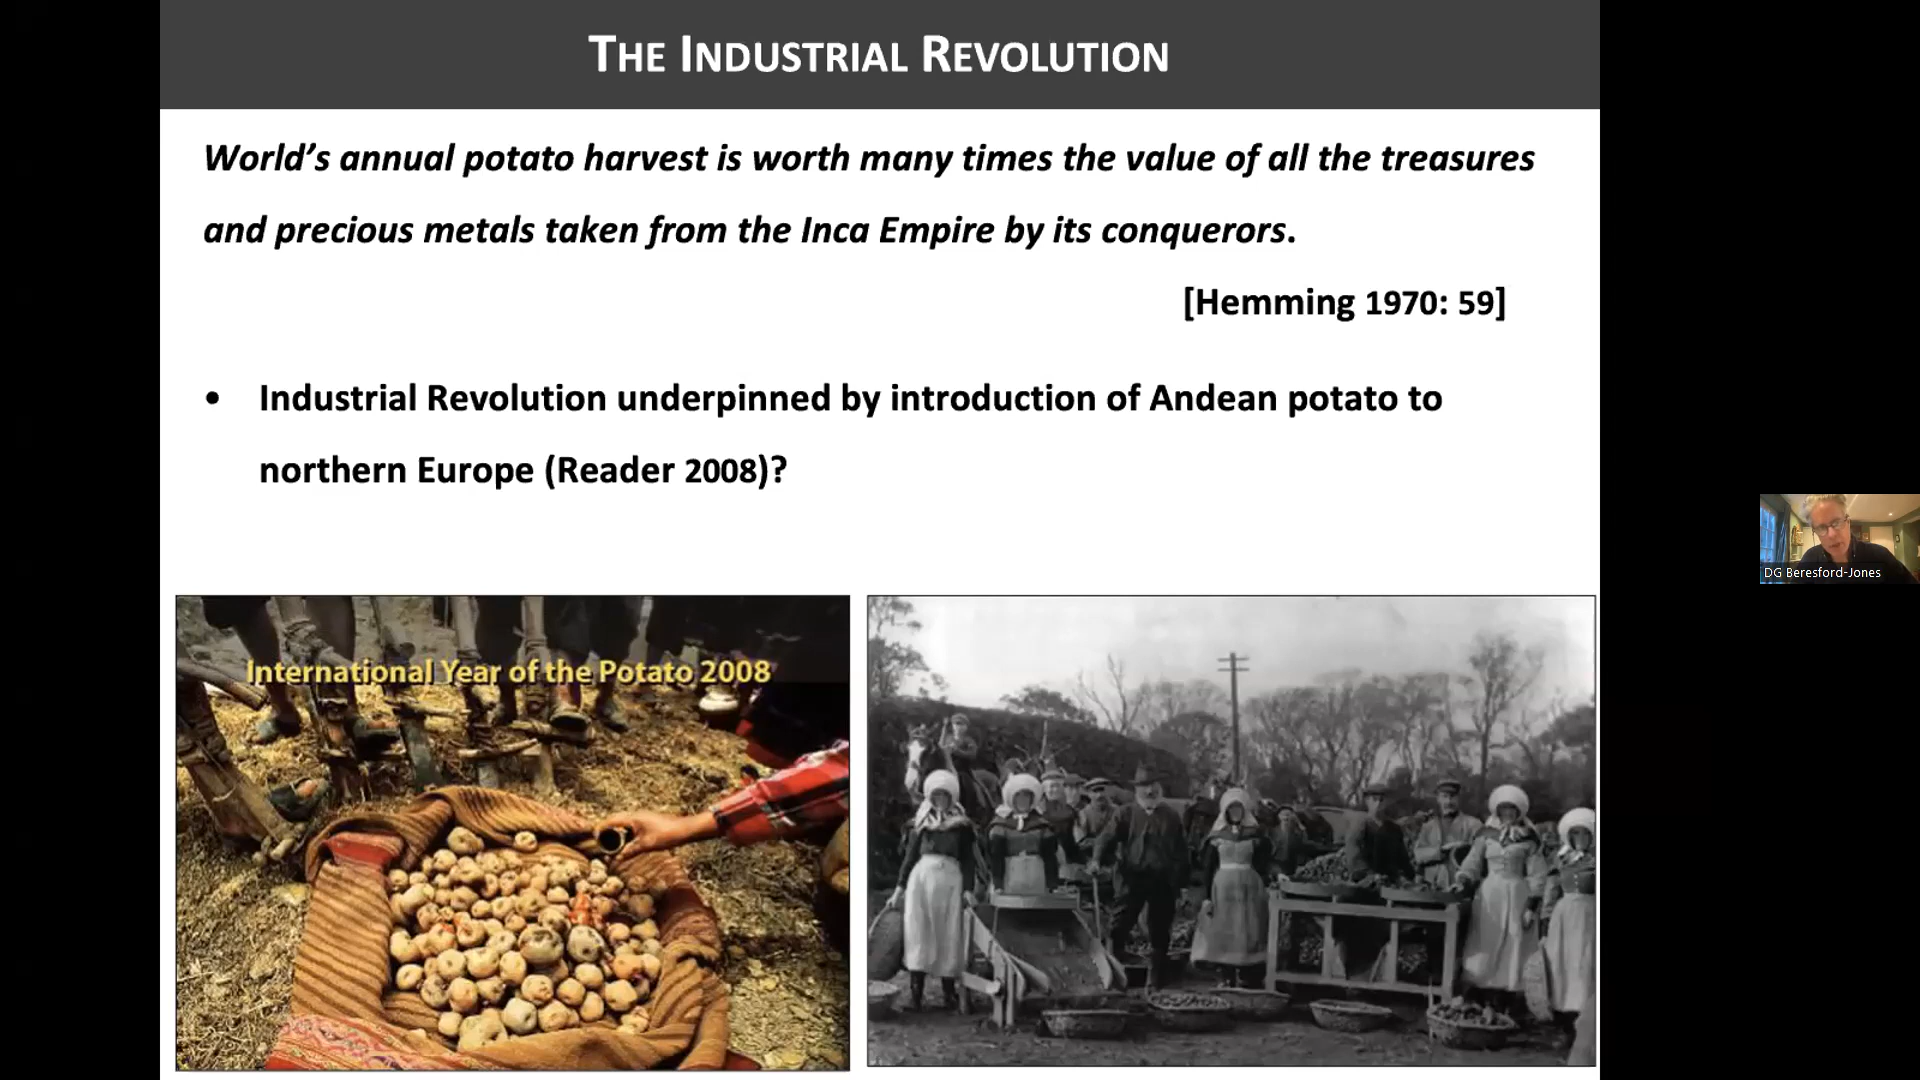 THE INDUSTRIAL REVOLUTION
World’s annual potato harvest is worth many times the value of all the treasures
and precious metals taken from the Inca Empire by its conquerors.
[Hemming 1970: 59]
• Industrial Revolution underpinned by introduction of Andean potato to
northern Europe (Reader 2008)?
DG Beresford-Jones
International Year of the Potato 2008